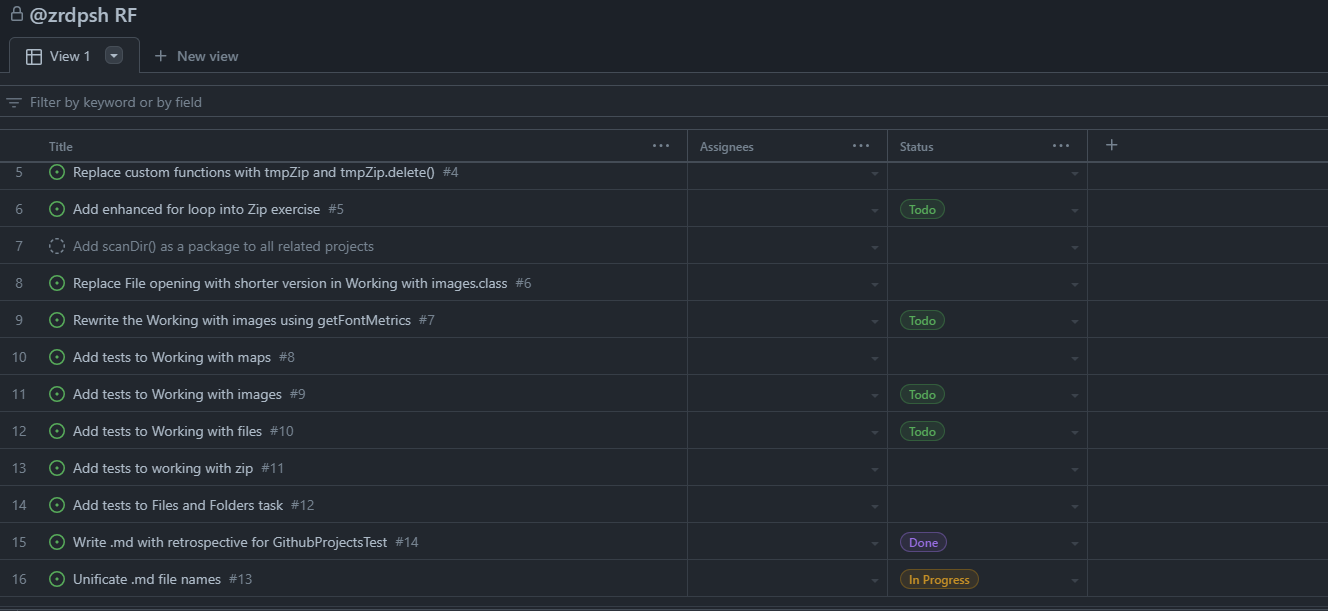 @zrdpsh RF
View 1 New view
Filter by keyword or by field
Title Assignees Status
5 Replace custom functions with tmpZip and tmpZip.delete() #4
6 Add enhanced for loop into Zip exercise #5 Todo
7 Add scanDir() as a package to all related projects
8 Replace File opening with shorter version in Working with images.class #6
9 Rewrite the Working with images using getFontMetrics #7 Todo
10 Add tests to Working with maps #8
11 Add tests to Working with images #9 Todo
12 Add tests to Working with files #10 Todo
13 Add tests to working with zip #11
14 Add tests to Files and Folders task #12
15 Write .md with retrospective for GithubProjectsTest #14 Done
16 Unificate .md file names #13 In Progress